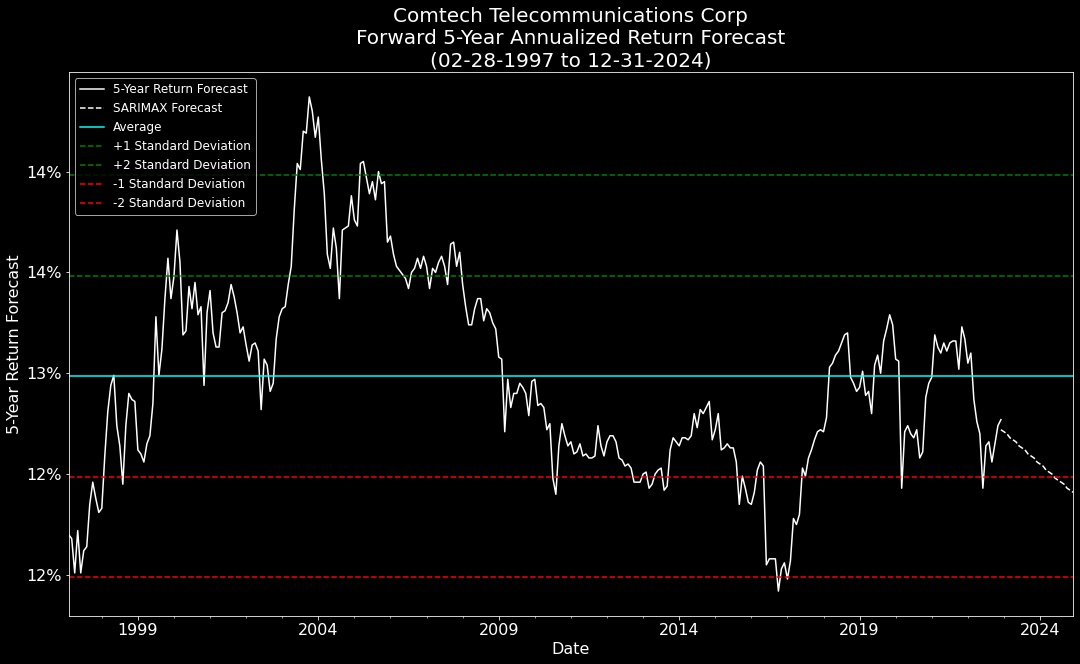 Comtech Telecommunications Corp
Forward 5-Year Annualized Return Forecast
(02-28-1997 to 12-31-2024)
5-Year Return Forecast
SARIMAX Forecast
Average
+1 Standard Deviation
+2 Standard Deviation
-1 Standard Deviation
-2 Standard Deviation
5-Year Return Forecast
14%
14%
13%
12%
12%
1999
2004
2009
2014
2019
2024
Date